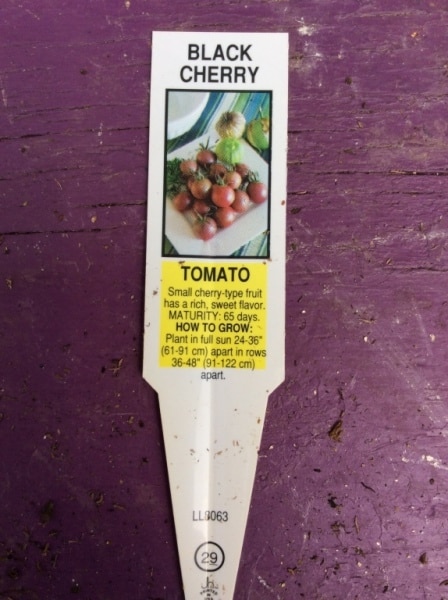 BLACK
CHERRY
TOMATO
Small cherry-type fruit
has a rich, sweet flavor.
MATURITY: 65 days.
HOW TO GROW:
Plant in full sun 24-36"
(61-91 cm) apart in rows
36-48" (91-122 cm)
apart.
LLS063
29